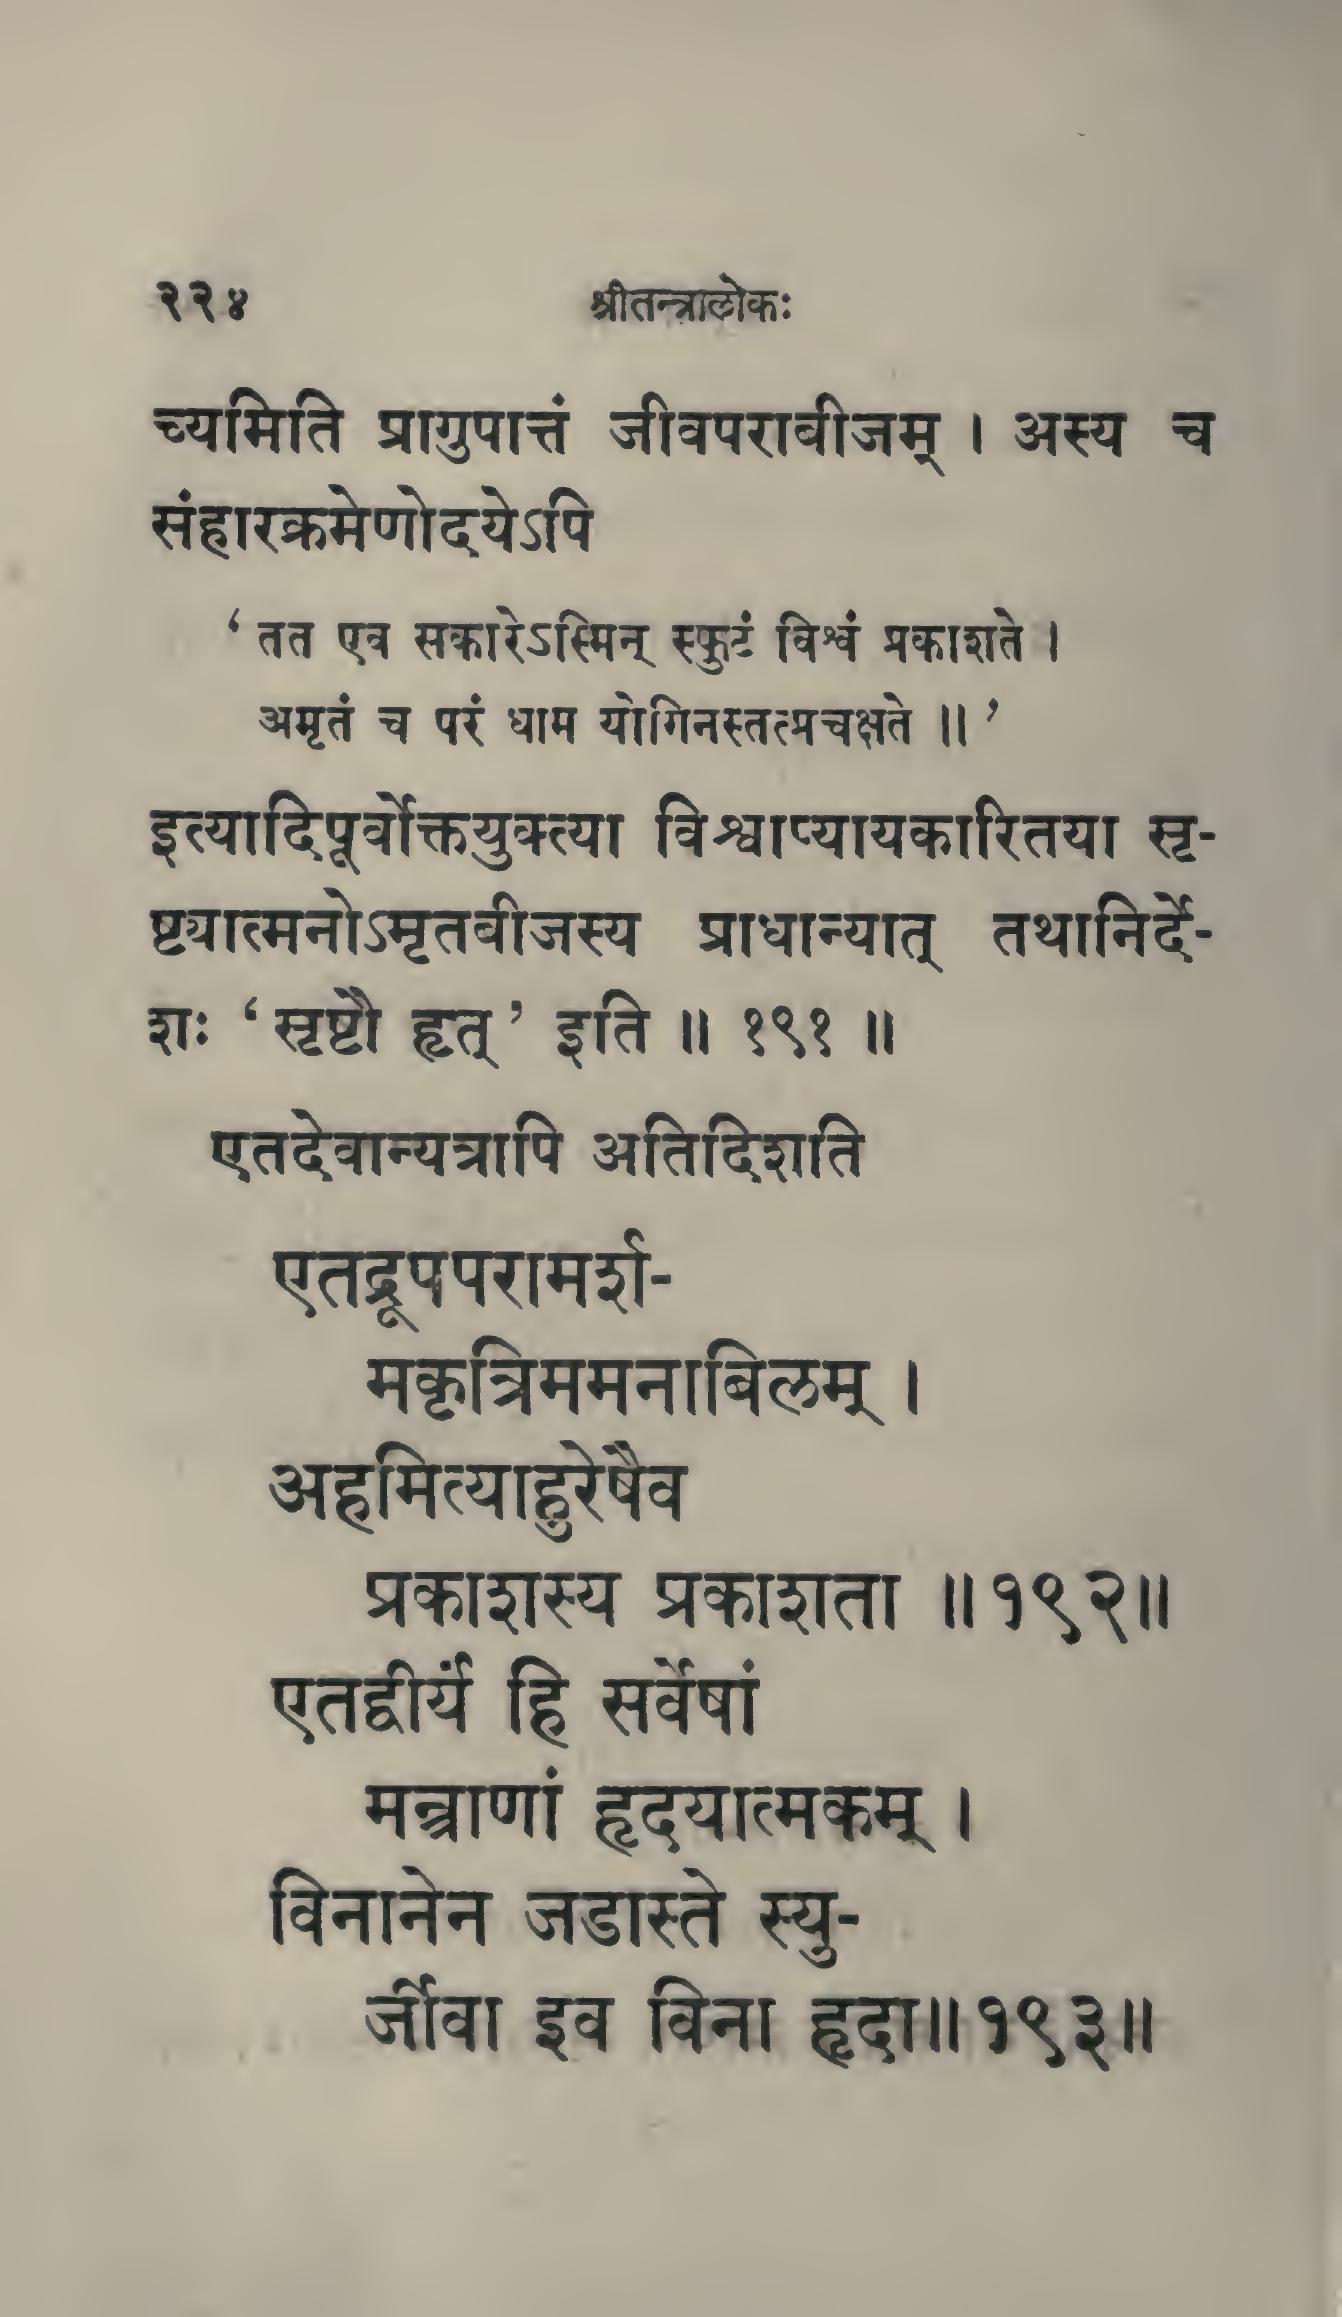 २२४ श्रीतन्त्रालोकः
च्यमिति प्रागुपात्तं जीवपराबीजम् । अस्य च
संहारक्रमेणोदयेऽपि
‘ तत एव सकारेऽस्मिन् स्फुटं विश्वं प्रकाशते ।
अमृतं च परं धाम योगिनस्तत्प्रचक्षते ॥ ’
इत्यादिपूर्वोक्तयुक्त्या विश्वाप्यायकारितया सृ-
ष्ट्यात्मनोऽमृतबीजस्य प्राधान्यात् तथानिर्दे-
शः ‘ सृष्टौ हृत् ’ इति ॥ १९१ ॥
एतदेवान्यत्रापि अतिदिशति
एतद्रूपपरामर्श-
मकृत्रिममनाबिलम् ।
अहमित्याहुरेषैव
प्रकाशस्य प्रकाशता ॥१९२॥
एतद्वीर्यं हि सर्वेषां
मन्त्राणां हृदयात्मकम् ।
विनानेन जडास्ते स्यु-
र्जीवा इव विना हृदा॥१९३॥